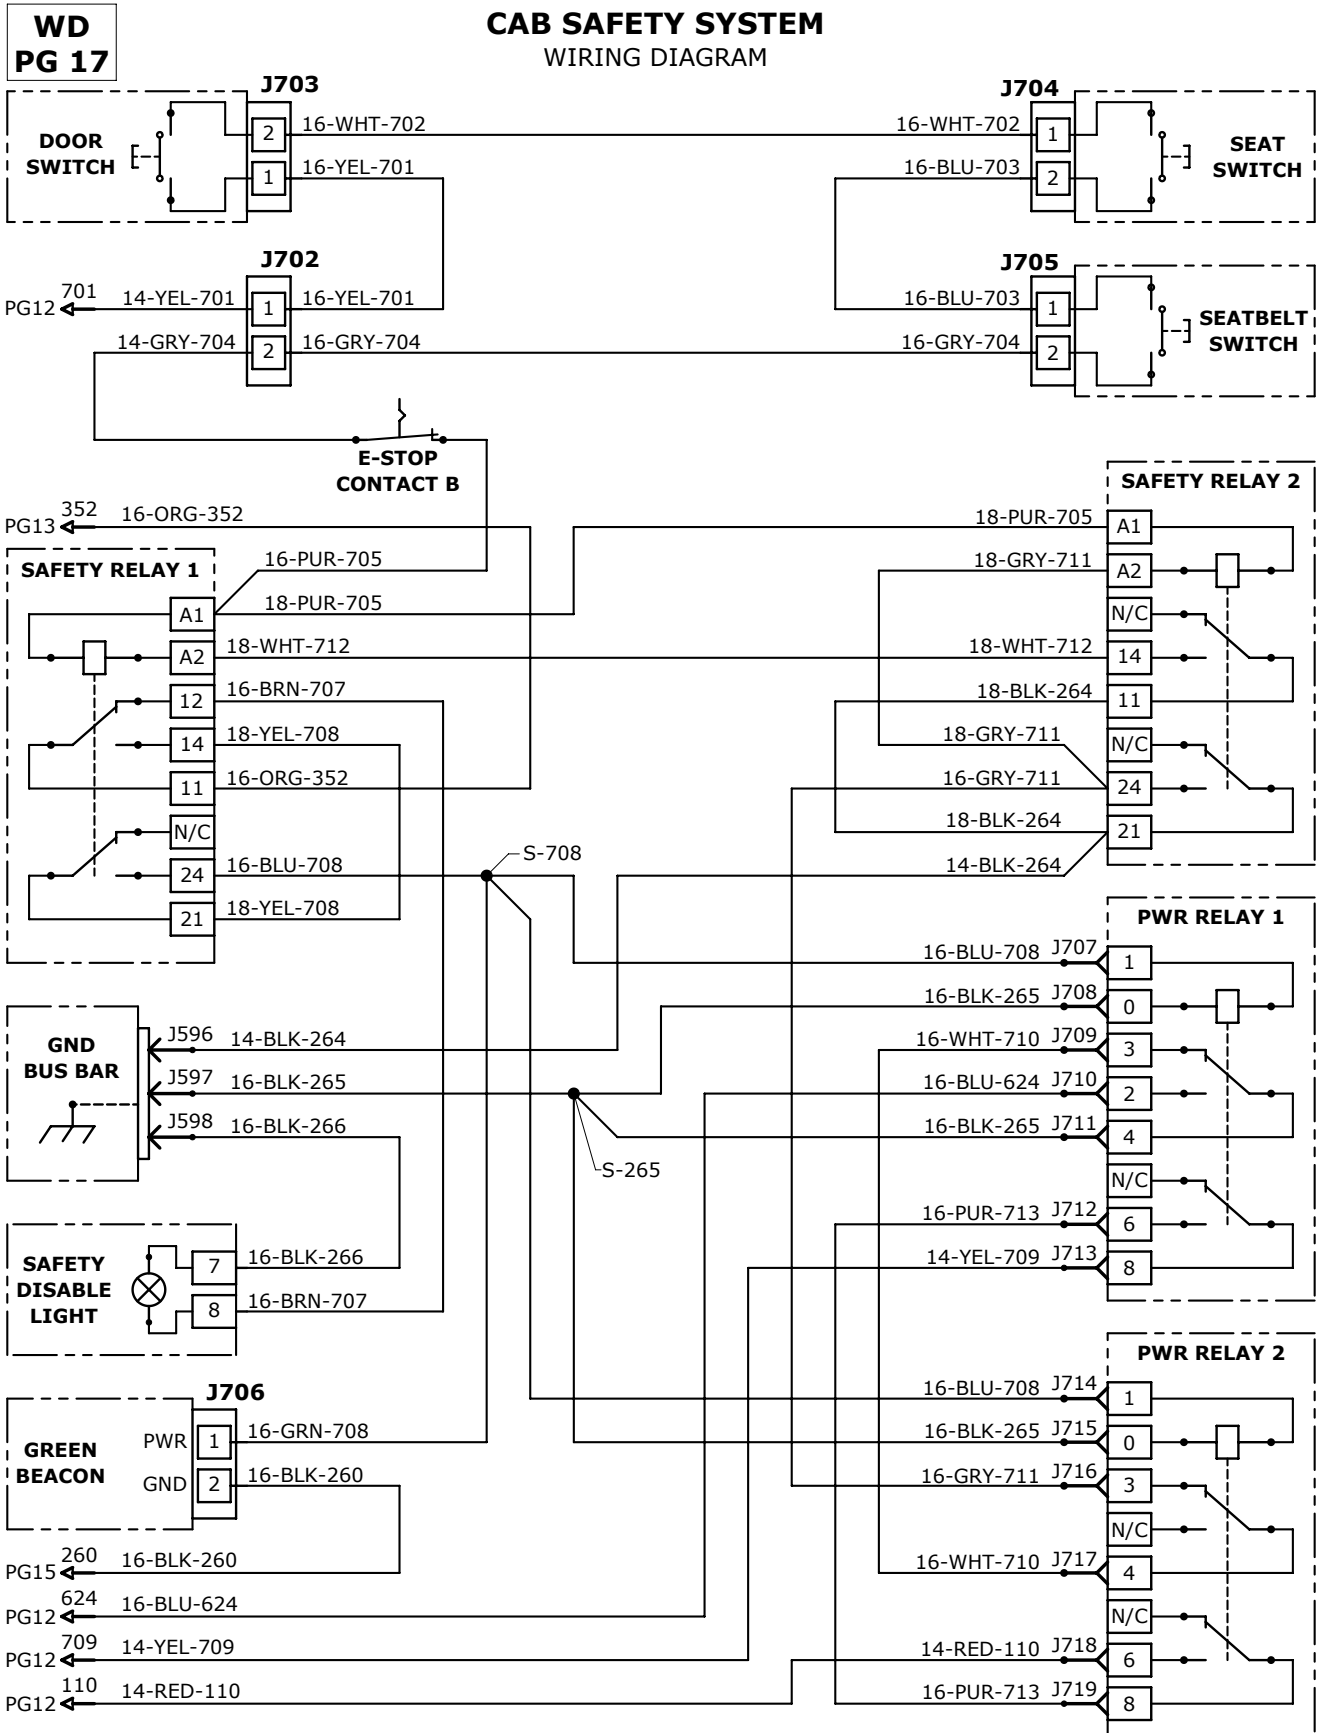 WD
PG 17
CAB SAFETY SYSTEM
WIRING DIAGRAM
J703
J704
DOOR
SWITCH
2
16-WHT-702
16-WHT-702
1
SEAT
SWITCH
1
16-YEL-701
16-BLU-703
2
J702
J705
PG12
701
14-YEL-701
1
16-YEL-701
16-BLU-703
1
SEATBELT
SWITCH
14-GRY-704
2
16-GRY-704
16-GRY-704
2
E-STOP
CONTACT B
SAFETY RELAY 2
PG13
352
16-ORG-352
18-PUR-705
A1
SAFETY RELAY 1
16-PUR-705
18-GRY-711
A2
A1
18-PUR-705
N/C
A2
18-WHT-712
18-WHT-712
14
12
16-BRN-707
18-BLK-264
11
14
18-YEL-708
18-GRY-711
N/C
11
16-ORG-352
16-GRY-711
24
N/C
18-BLK-264
21
S-708
24
16-BLU-708
14-BLK-264
21
18-YEL-708
PWR RELAY 1
16-BLU-708
J707
1
16-BLK-265
J708
0
GND
BUS BAR
J596
14-BLK-264
16-WHT-710
J709
3
J597
16-BLK-265
16-BLU-624
J710
2
J598
16-BLK-266
16-BLK-265
J711
4
S-265
N/C
16-PUR-713
J712
6
SAFETY
DISABLE
LIGHT
7
16-BLK-266
14-YEL-709
J713
8
8
16-BRN-707
PWR RELAY 2
J706
16-BLU-708
J714
1
GREEN
BEACON
PWR
1
16-GRN-708
16-BLK-265
J715
0
GND
2
16-BLK-260
16-GRY-711
J716
3
N/C
PG15
260
16-BLK-260
16-WHT-710
J717
4
PG12
624
16-BLU-624
N/C
PG12
709
14-YEL-709
14-RED-110
J718
6
PG12
110
14-RED-110
16-PUR-713
J719
8